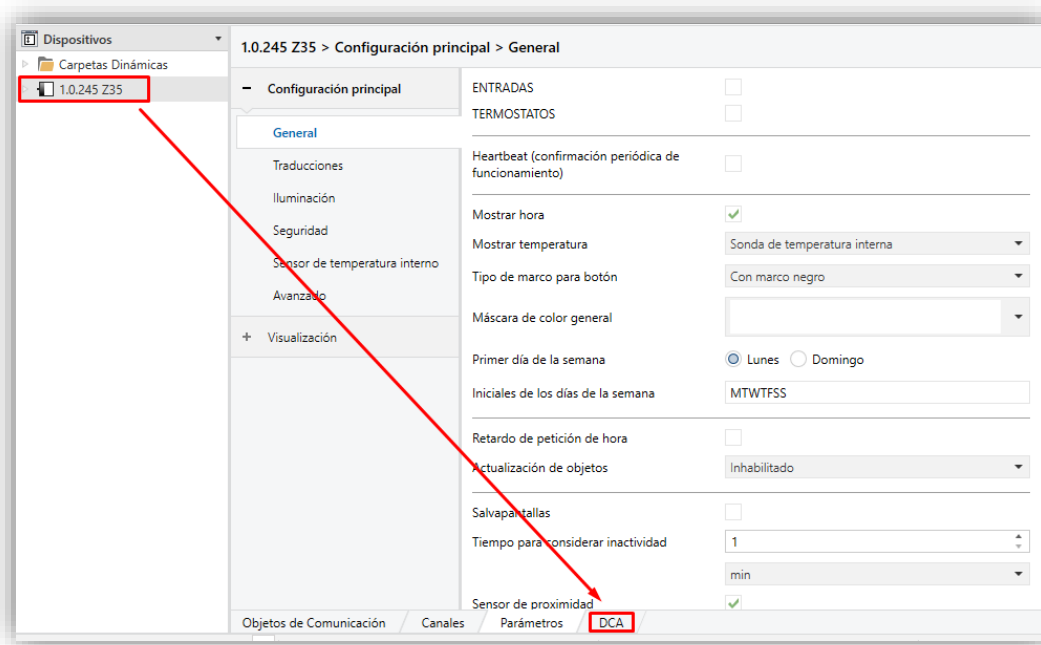 Dispositivos
Carpetas Dinámicas
1.0.245 Z35
1.0.245 Z35 > Configuración principal > General
Configuración principal
General
Traducciones
Iluminación
Seguridad
Sensor de temperatura interno
Avanzado
Visualización
ENTRADAS
TERMOSTATOS
Heartbeat (confirmación periódica de
funcionamiento)
Mostrar hora
Mostrar temperatura Sonda de temperatura interna
Tipo de marco para botón Con marco negro
Máscara de color general
Primer día de la semana Lunes Domingo
Iniciales de los días de la semana MTWTFSS
Retardo de petición de hora
Actualización de objetos Inhabilitado
Salvapantallas
Tiempo para considerar inactividad 1
min
Sensor de proximidad
Objetos de Comunicación Canales Parámetros DCA